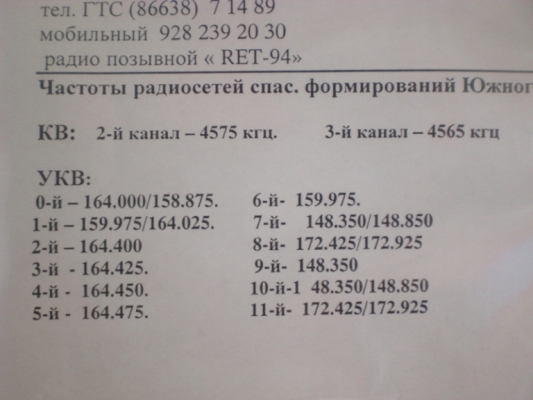 тел. ГТС (86638) 7 14 89
мобильный 928 239 20 30
радио позывной « RET-94»
Частоты радиосетей спас. формирований Южног
КВ: 2-й канал – 4575 кгц. 3-й канал – 4565 кгц
УКВ:
0-й – 164.000/158.875. 6-й- 159.975.
1-й – 159.975/164.025. 7-й- 148.350/148.850
2-й – 164.400 8-й- 172.425/172.925
3-й - 164.425. 9-й- 148.350
4-й - 164.450. 10-й-1 48.350/148.850
5-й - 164.475. 11-й- 172.425/172.925